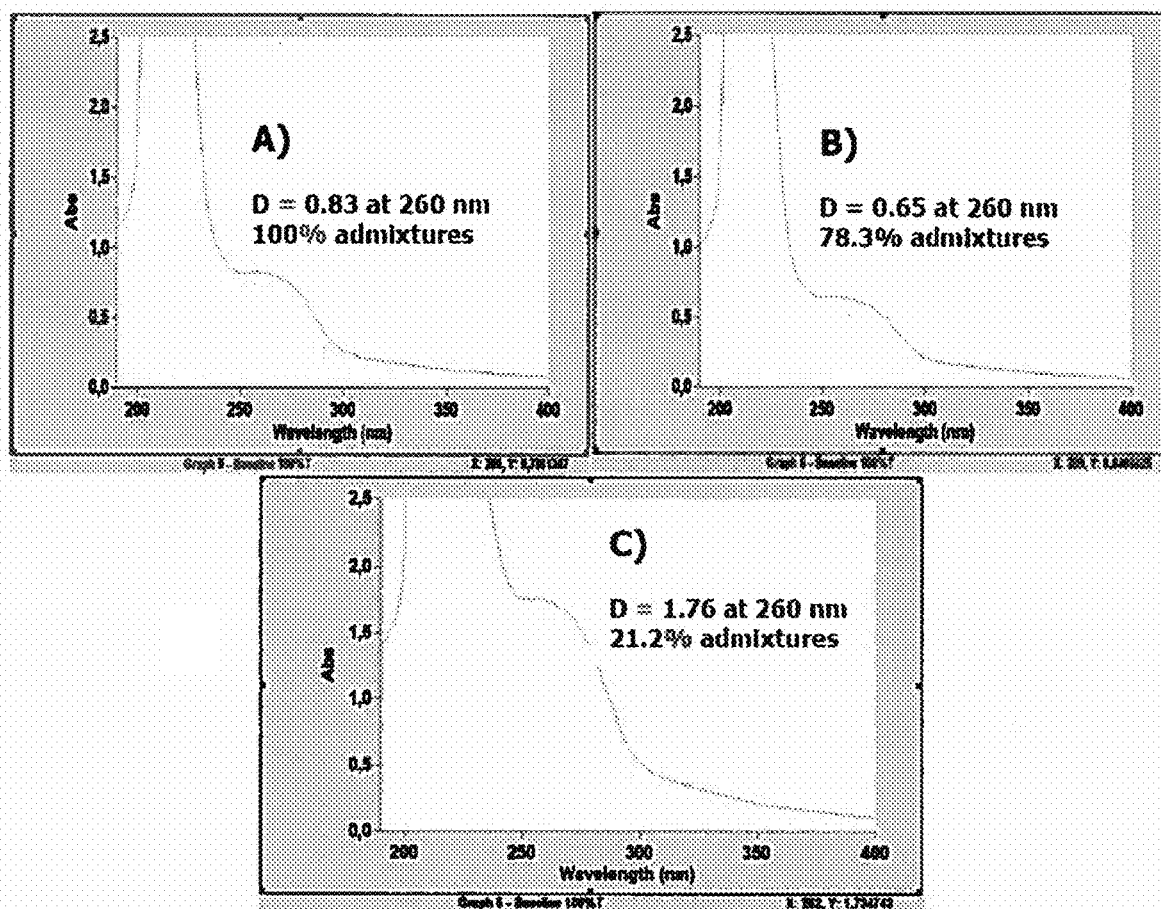 2,5
2,0
1,5
1,0
0,5
0,0
Abs
A)
D = 0.83 at 260 nm
100% admixtures
200 250 300 350 400
Wavelength (nm)
2,5
2,0
1,5
1,0
0,5
0,0
Abs
B)
D = 0.65 at 260 nm
78.3% admixtures
200 250 300 350 400
Wavelength (nm)
2,5
2,0
1,5
1,0
0,5
0,0
Abs
C)
D = 1.76 at 260 nm
21.2% admixtures
200 250 300 350 400
Wavelength (nm)